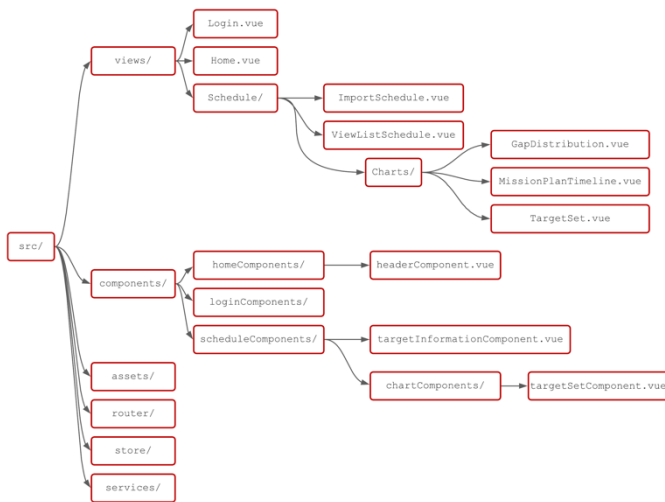 Login.vue
views/
Home.vue
Schedule/
ImportSchedule.vue
ViewListSchedule.vue
GapDistribution.vue
Charts/
MissionPlanTimeline.vue
TargetSet.vue
src/
homeComponents/
headerComponent.vue
components/
loginComponents/
scheduleComponents/
targetInformationComponent.vue
assets/
chartComponents/
targetSetComponent.vue
router/
store/
services/